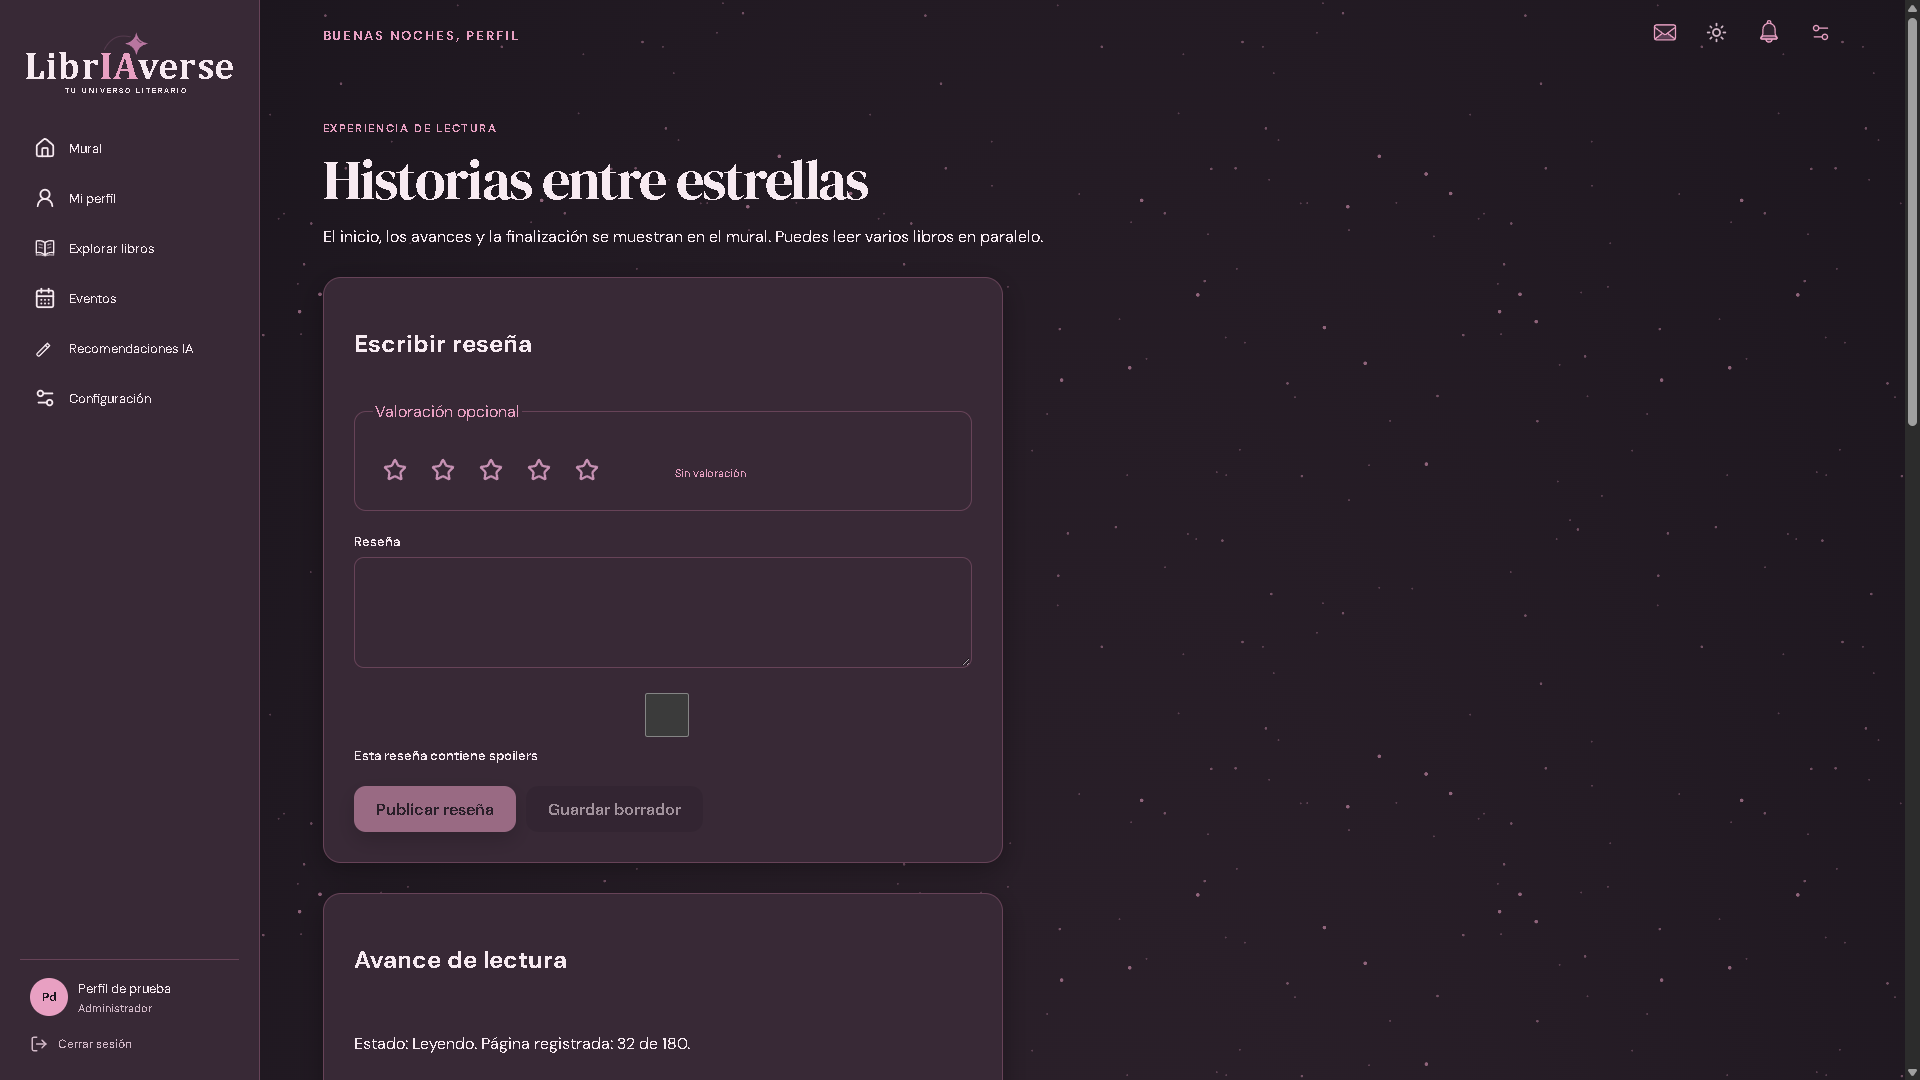 LibrIAverse
TU UNIVERSO LITERARIO
Mural
Mi perfil
Explorar libros
Eventos
Recomendaciones IA
Configuración
Perfil de prueba
Pd
Administrador
Cerrar sesión
BUENAS NOCHES, PERFIL
EXPERIENCIA DE LECTURA
Historias entre estrellas
El inicio, los avances y la finalización se muestran en el mural. Puedes leer varios libros en paralelo.
Escribir reseña
Valoración opcional
Sin valoración
Reseña
Esta reseña contiene spoilers
Publicar reseña
Guardar borrador
Avance de lectura
Estado: Leyendo. Página registrada: 32 de 180.